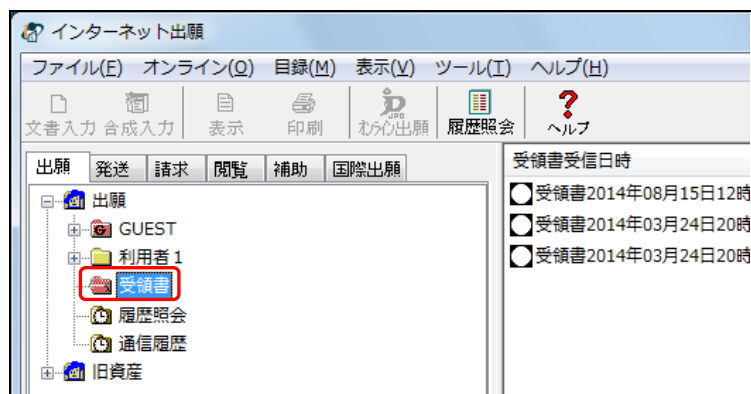 インターネット出願
ファイル(F) オンライン(O) 目録(M) 表示(V) ツール(T) ヘルプ(H)
文書入力 合成入力 表示 印刷 オンライン出願 履歴照会 ヘルプ
出願 発送 請求 閲覧 補助 国際出願
受領書受信日時
出願
GUEST
利用者1
受領書
履歴照会
通信履歴
旧資産
受領書2014年08月15日12時
受領書2014年03月24日20時
受領書2014年03月24日20時